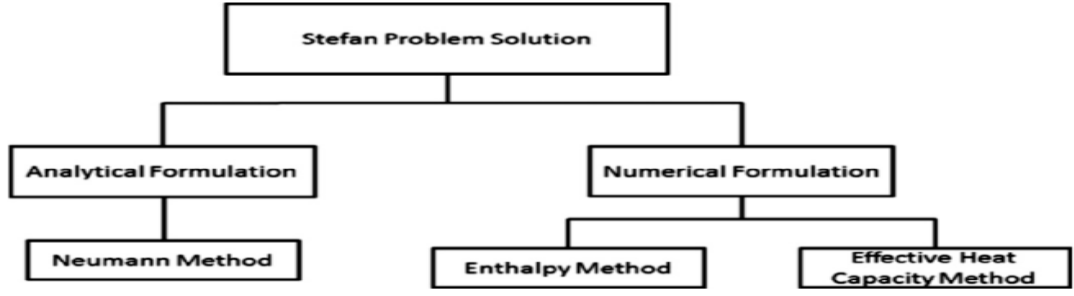 Stefan Problem Solution
Analytical Formulation
Numerical Formulation
Neumann Method
Enthalpy Method
Effective Heat
Capacity Method